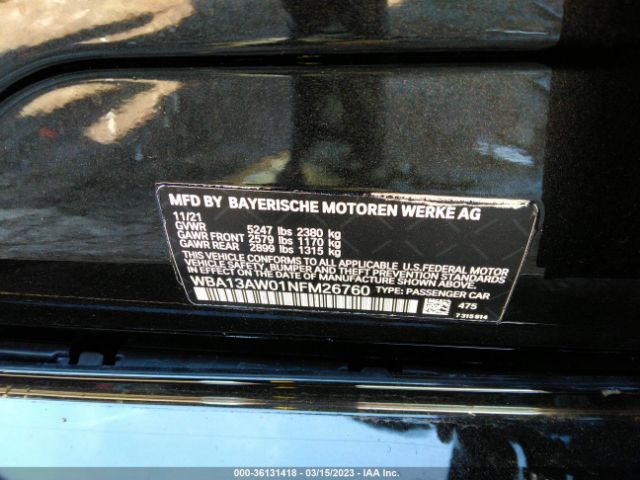 MFD BY BAYERISCHE MOTOREN WERKE AG
11/21
GVWR 5247 lbs 2380 kg
GAWR FRONT 2579 lbs 1170 kg
GAWR REAR 2899 lbs 1315 kg
THIS VEHICLE CONFORMS TO ALL APPLICABLE U.S.FEDERAL MOTOR
VEHICLE SAFETY, BUMPER AND THEFT PREVENTION STANDARDS
IN EFFECT ON THE DATE OF MANUFACTURE SHOWN ABOVE.
WBA13AW01NFM26760 TYPE: PASSENGER CAR
475
7315914
000-36131418 - 03/15/2023 - IAA Inc.